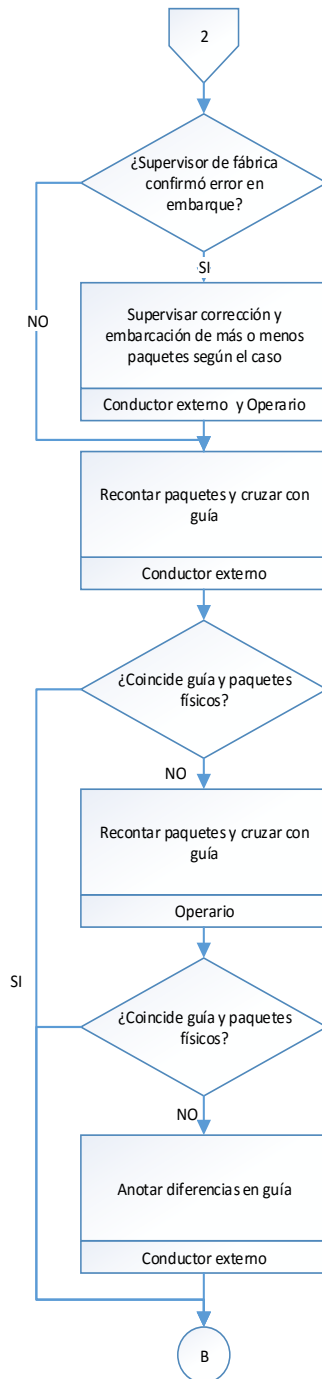 2
¿Supervisor de fábrica
confirmó error en
embarque?
SI
NO
Supervisar corrección y
embarcación de más o menos
paquetes según el caso
Conductor externo y Operario
Recontar paquetes y cruzar con
guía
Conductor externo
¿Coincide guía y paquetes
físicos?
NO
Recontar paquetes y cruzar con
guía
Operario
SI
¿Coincide guía y paquetes
físicos?
NO
Anotar diferencias en guía
Conductor externo
B